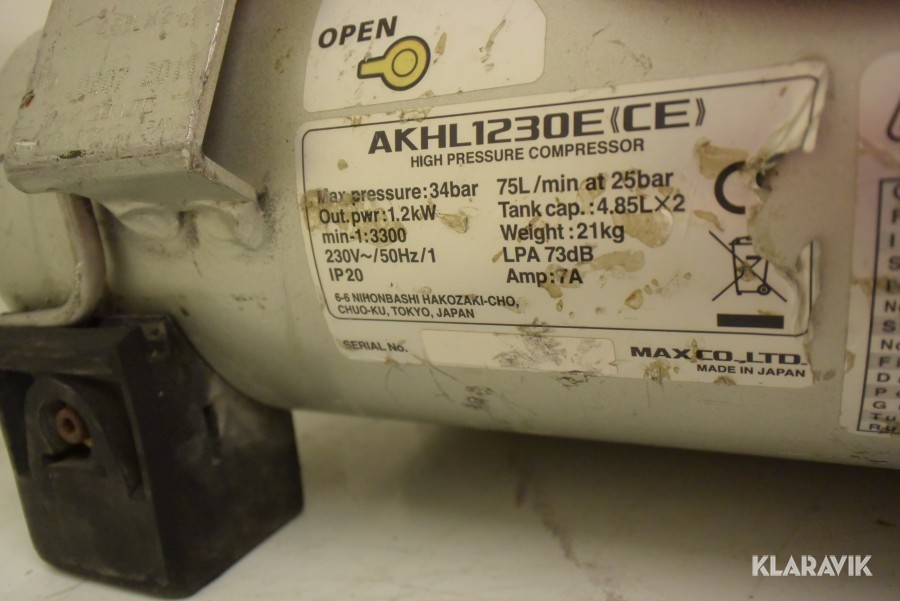 OPEN
AKHL1230E《CE》
HIGH PRESSURE COMPRESSOR
Max pressure:34bar 75L/min at 25bar
Out.pwr:1.2kW Tank cap.:4.85L×2
min-1:3300 Weight:21kg
230V~/50Hz/1 LPA 73dB
IP20 Amp:7A
CE
6-6 NIHONBASHI HAKOZAKI-CHO,
CHUO-KU, TOKYO, JAPAN
SERIAL No.
MAX CO.,LTD.
MADE IN JAPAN
KLARAVIK